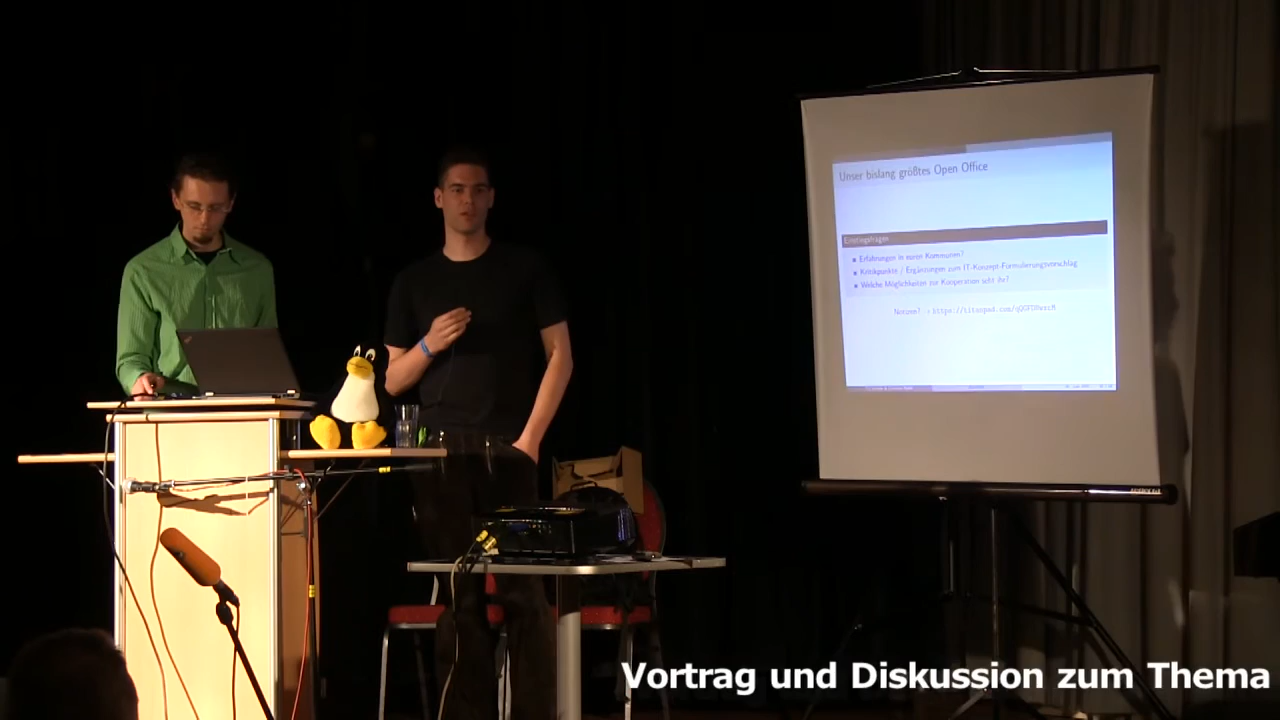 Unser bislang größtes Open Office
Einstiegsfragen
Erfahrungen in euren Kommunen?
Kritikpunkte / Ergänzungen zum IT-Konzept-Formulierungsvorschlag
Welche Möglichkeiten zur Kooperation seht ihr?
Vortrag und Diskussion zum Thema